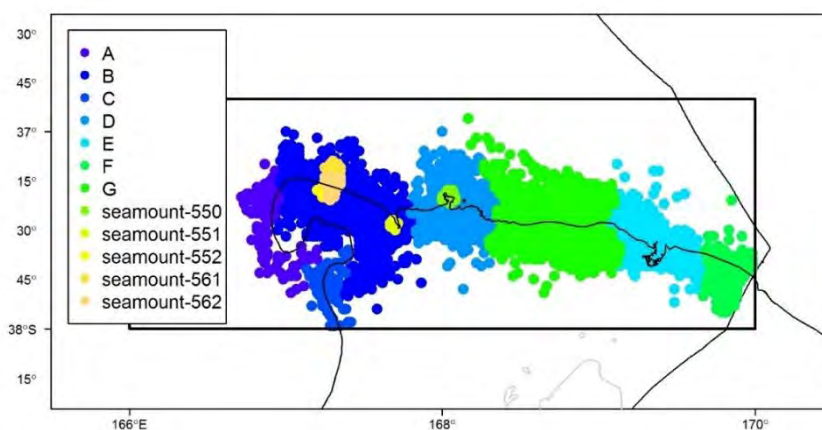 30°
45°
37°
15°
30°
45°
38°S
15°
A
B
C
D
E
F
G
seamount-550
seamount-551
seamount-552
seamount-561
seamount-562
166°E
168°
170°